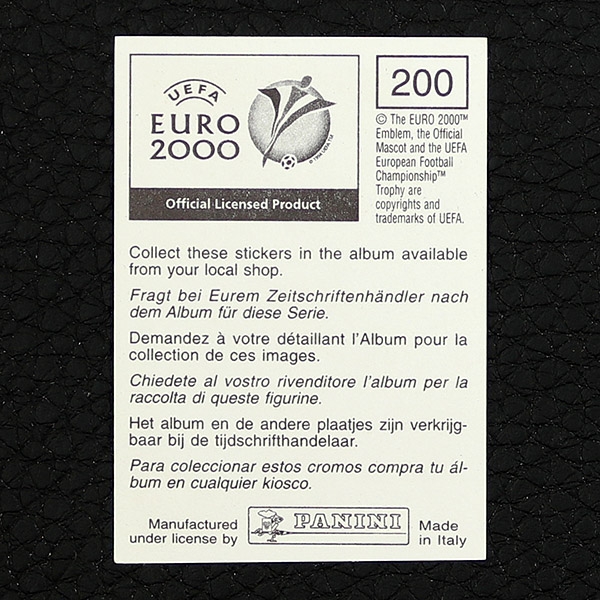 UEFA
EURO
2000
© 1998 UEFA TM
Official Licensed Product
200
© The EURO 2000™
Emblem, the Official
Mascot and the UEFA
European Football
Championship™
Trophy are
copyrights and
trademarks of UEFA.
Collect these stickers in the album available
from your local shop.
Fragt bei Eurem Zeitschriftenhändler nach
dem Album für diese Serie.
Demandez à votre détaillant l'Album pour la
collection de ces images.
Chiedete al vostro rivenditore l'album per la
raccolta di queste figurine.
Het album en de andere plaatjes zijn verkrijg-
baar bij de tijdschrifthandelaar.
Para coleccionar estos cromos compra tu ál-
bum en cualquier kiosco.
Manufactured
under license by
PANINI
Made
in Italy